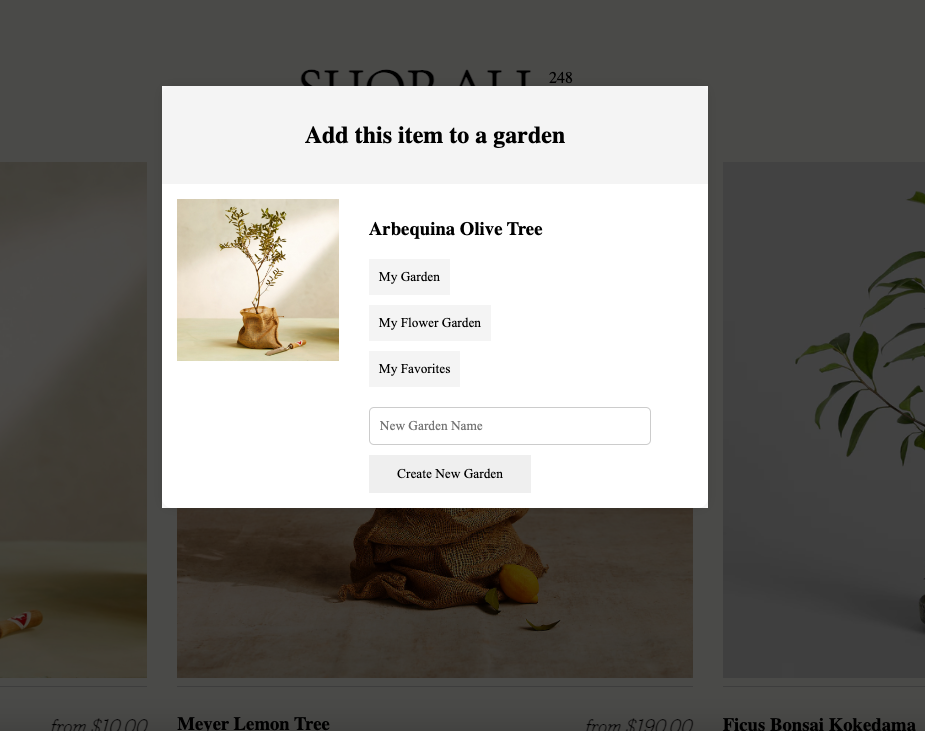 SHOP ALL 248
Add this item to a garden
Arbequina Olive Tree
My Garden
My Flower Garden
My Favorites
New Garden Name
Create New Garden
from $10.00
Meyer Lemon Tree
from $190.00
Ficus Bonsai Kokedama